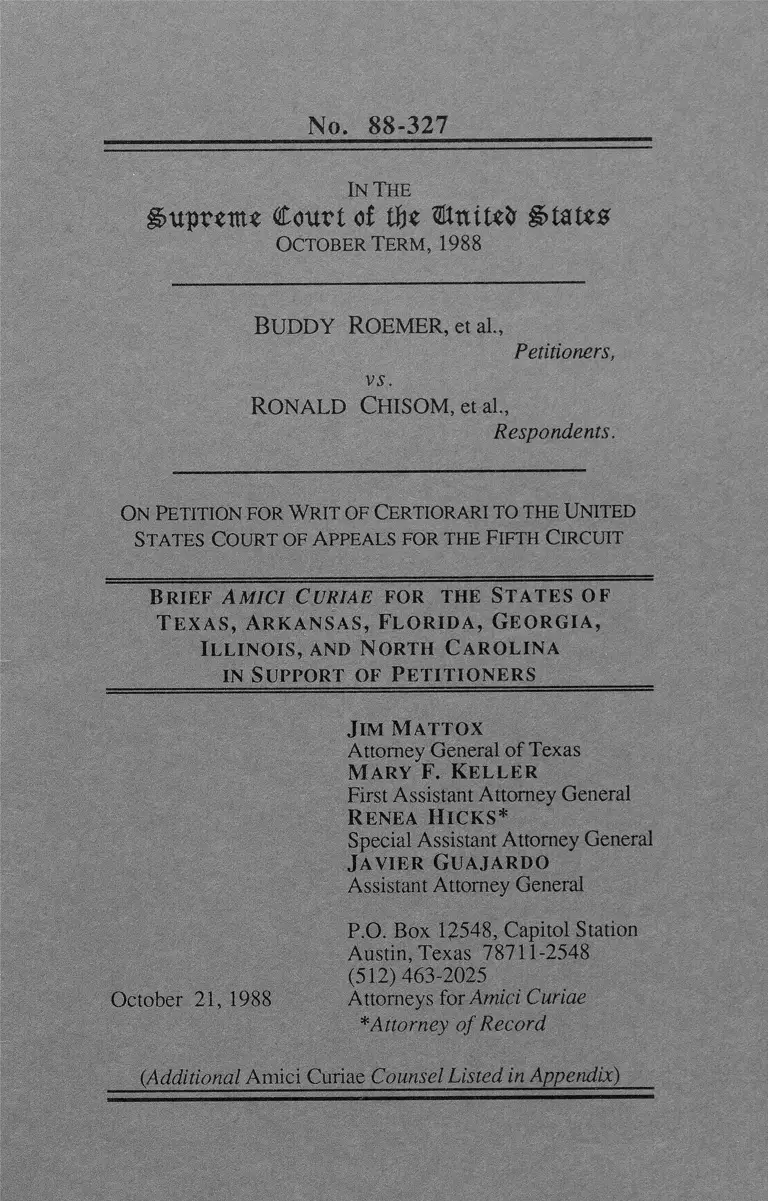 No. 88-327
IN THE
Supreme Court of the United States
OCTOBER TERM, 1988
BUDDY ROEMER, et al.,
Petitioners,
vs.
RONALD CHISOM, et al.,
Respondents.
ON PETITION FOR WRIT OF CERTIORARI TO THE UNITED
STATES COURT OF APPEALS FOR THE FIFTH CIRCUIT
BRIEF AMICI CURIAE FOR THE STATES OF
TEXAS, ARKANSAS, FLORIDA, GEORGIA,
ILLINOIS, AND NORTH CAROLINA
IN SUPPORT OF PETITIONERS
JIM MATTOX
Attorney General of Texas
MARY F. KELLER
First Assistant Attorney General
RENEA HICKS*
Special Assistant Attorney General
JAVIER GUAJARDO
Assistant Attorney General
P.O. Box 12548, Capitol Station
Austin, Texas 78711-2548
(512) 463-2025
October 21, 1988 Attorneys for Amici Curiae
*Attorney of Record
(Additional Amici Curiae Counsel Listed in Appendix)